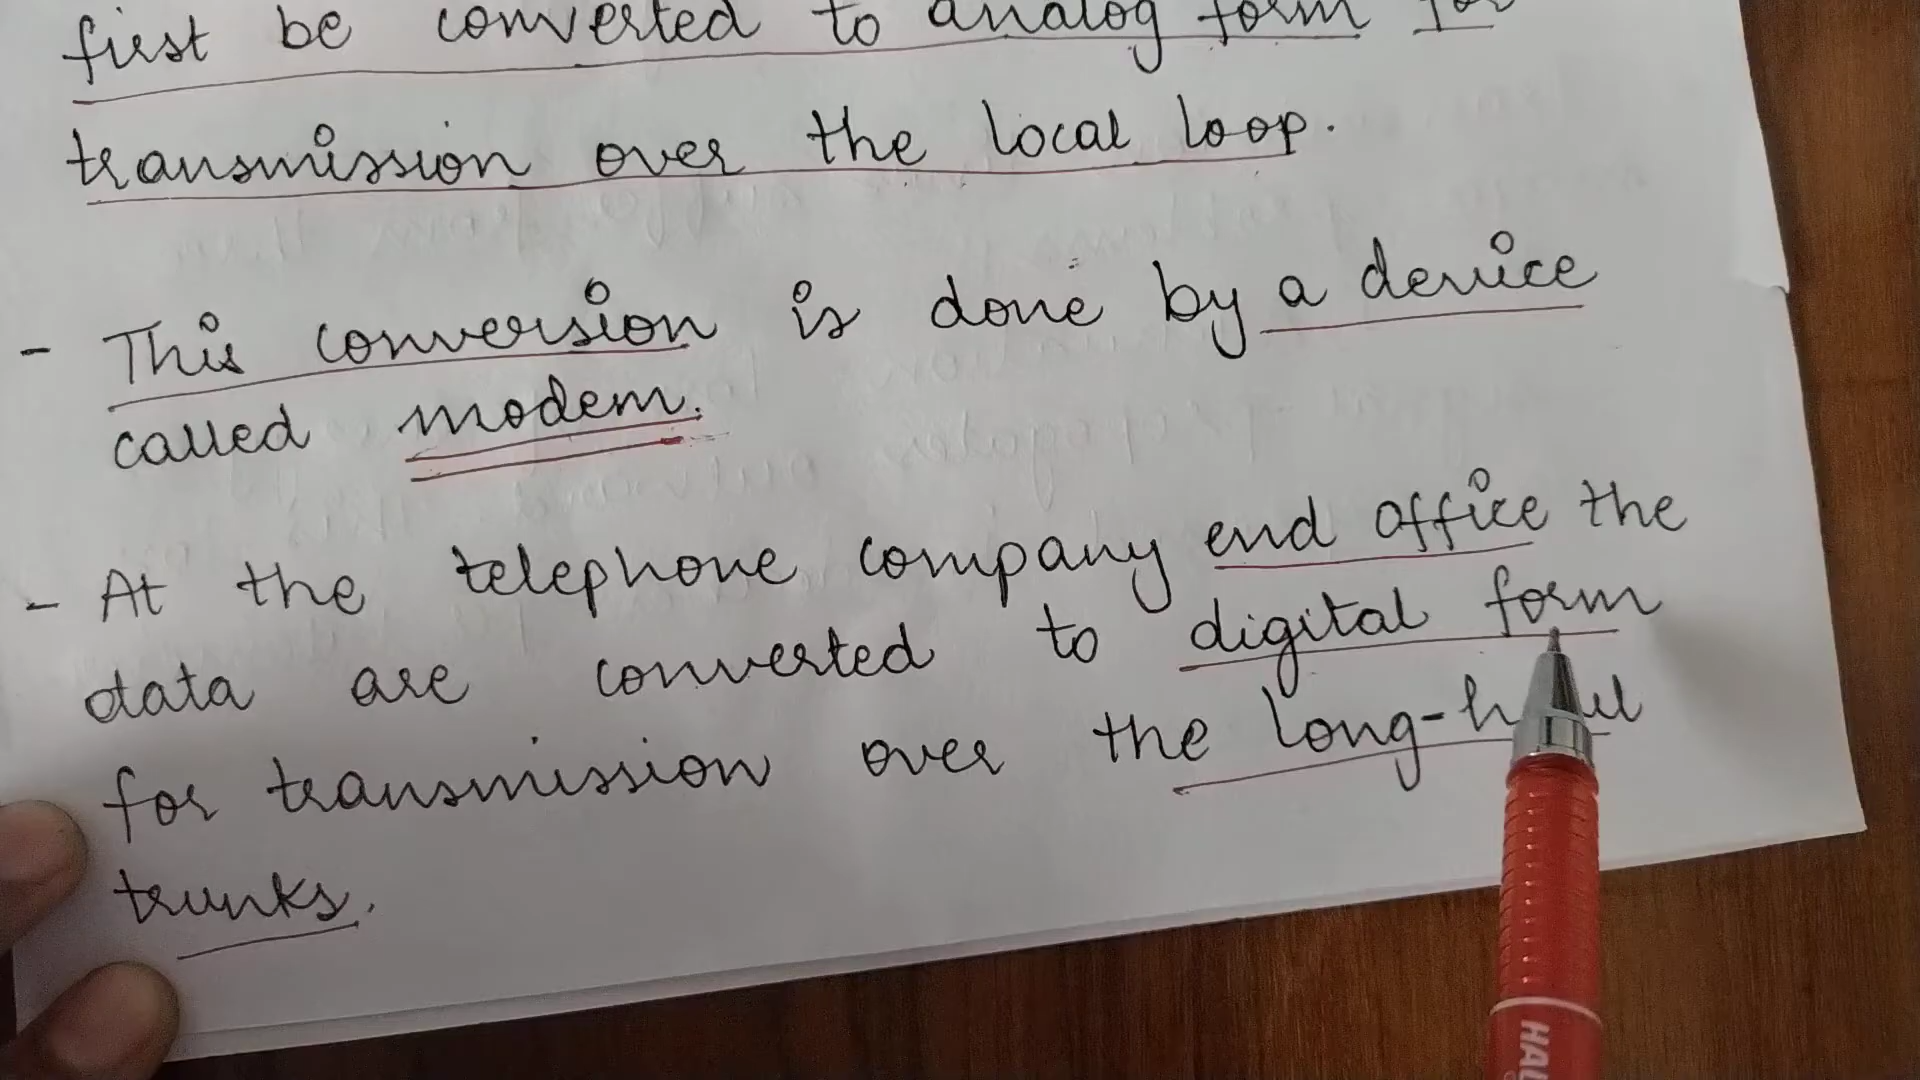 first be converted to analog form for
transmission over the local loop.
- This conversion is done by a device
called modem.
- At the telephone company end office the
data are converted to digital form
for transmission over the long-haul
trunks.